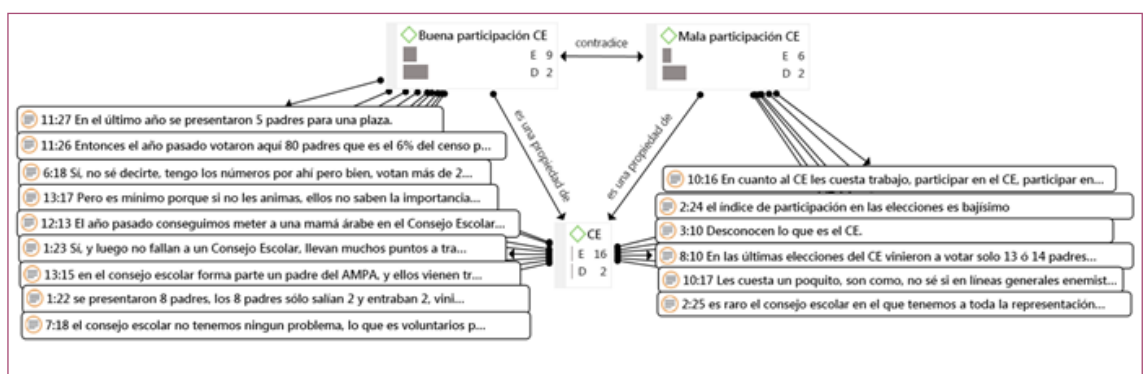 Buena participación CE
E 9
D 2
contradice
Mala participación CE
E 6
D 2
es una propiedad de
es una propiedad de
11:27 En el último año se presentaron 5 padres para una plaza.
11:26 Entonces el año pasado votaron aquí 80 padres que es el 6% del censo p...
6:18 Sí, no sé decirte, tengo los números por ahí pero bien, votan más de 2...
13:17 Pero es mínimo porque si no les animas, ellos no saben la importancia...
12:13 El año pasado conseguimos meter a una mamá árabe en el Consejo Escolar...
1:23 Sí, y luego no fallan a un Consejo Escolar, llevan muchos puntos a tra...
13:15 en el consejo escolar forma parte un padre del AMPA, y ellos vienen tr...
1:22 se presentaron 8 padres, los 8 padres sólo salían 2 y entraban 2, vini...
7:18 el consejo escolar no tenemos ningun problema, lo que es voluntarios p...
CE
E 16
D 2
10:16 En cuanto al CE les cuesta trabajo, participar en el CE, participar en...
2:24 el índice de participación en las elecciones es bajísimo
3:10 Desconocen lo que es el CE.
8:10 En las últimas elecciones del CE vinieron a votar solo 13 ó 14 padres...
10:17 Les cuesta un poquito, son como, no sé si en líneas generales enemist...
2:25 es raro el consejo escolar en el que tenemos a toda la representación...